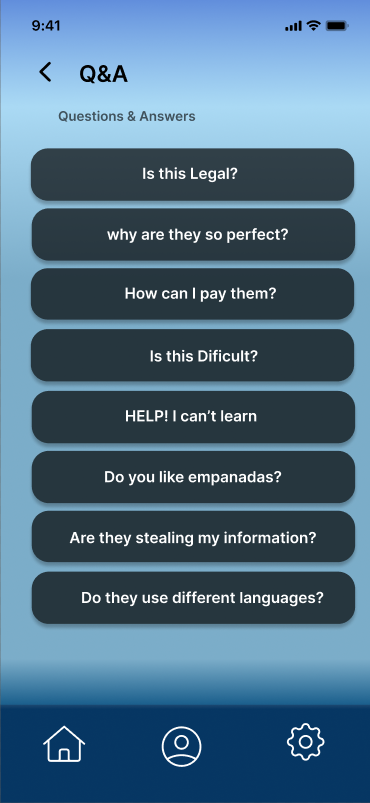 9:41
Q&A
Questions & Answers
Is this Legal?
why are they so perfect?
How can I pay them?
Is this Dificult?
HELP! I can’t learn
Do you like empanadas?
Are they stealing my information?
Do they use different languages?